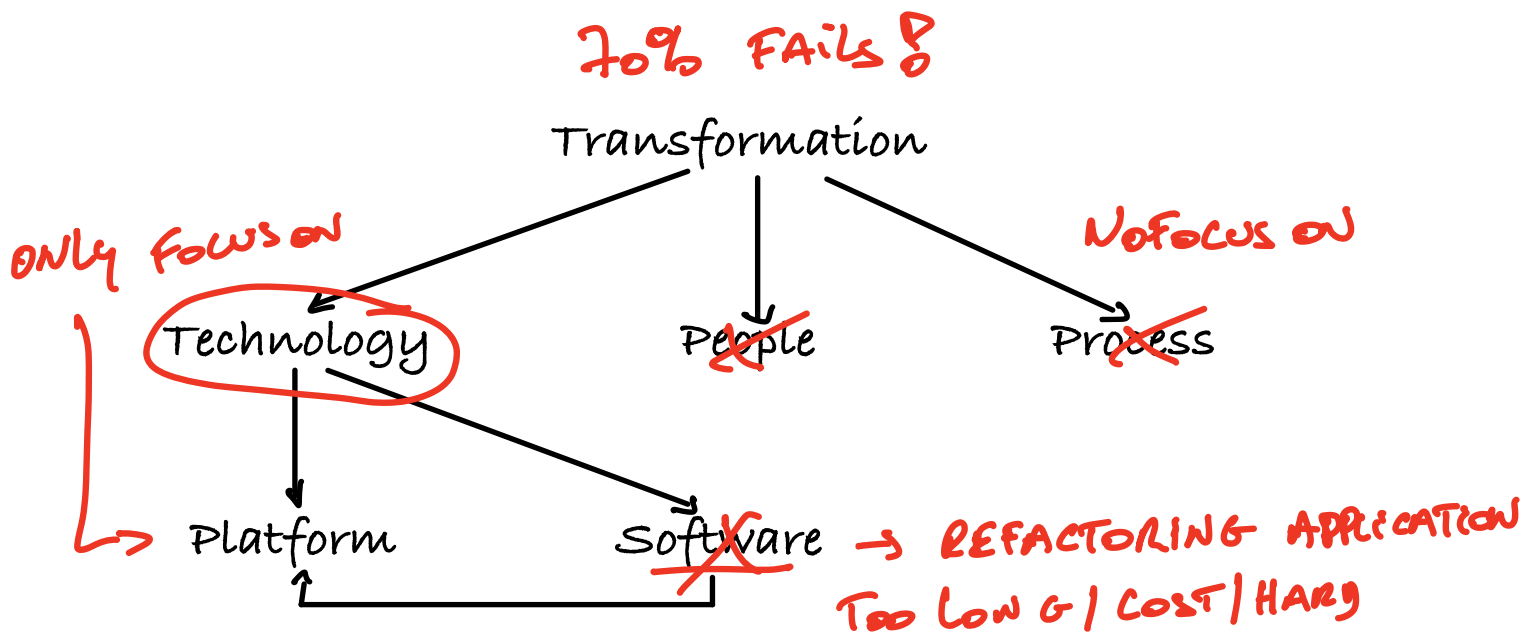 70% FAils!
Transformation
ONLY FOCUS ON
NO FOCUS ON
Technology
People
Process
Platform
Software
→ REFACTORING APPLICATION
TOO LONG / COST / HARD